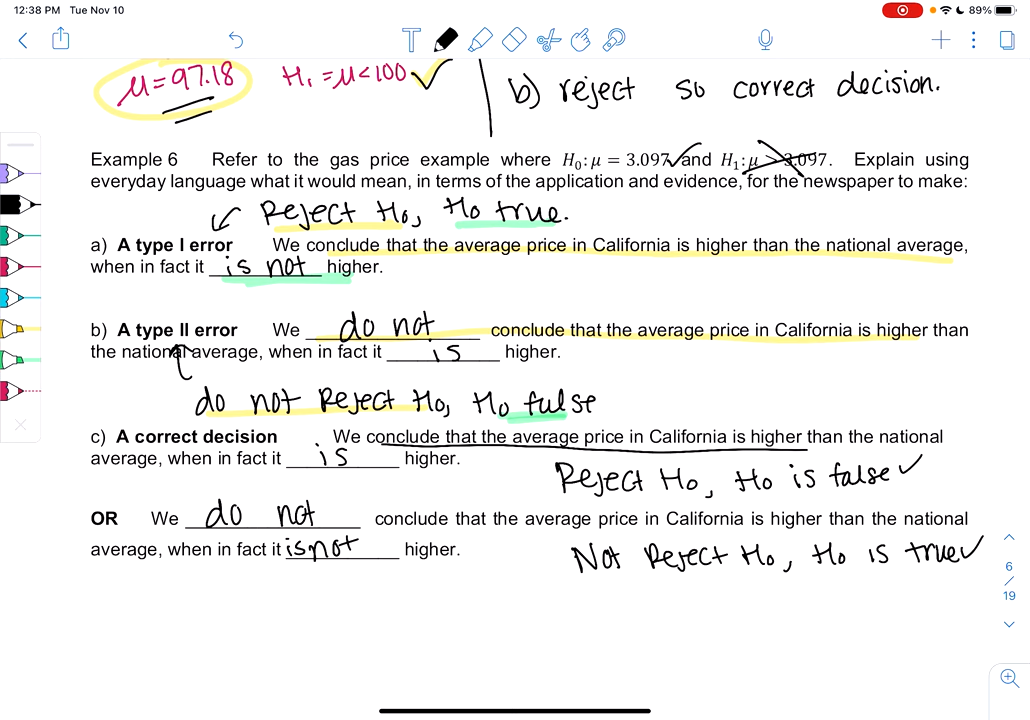 12:38 PM Tue Nov 10
89%
μ=97.18 H₁ =μ<100
b) reject so correct decision.
Example 6 Refer to the gas price example where H₀: μ = 3.097 and H₁: μ > 3.097. Explain using
everyday language what it would mean, in terms of the application and evidence, for the newspaper to make:
Reject Ho, Ho true.
a) A type I error We conclude that the average price in California is higher than the national average,
when in fact it is not higher.
b) A type II error We do not conclude that the average price in California is higher than
the national average, when in fact it is higher.
do not Reject Ho, Ho false
c) A correct decision We conclude that the average price in California is higher than the national
average, when in fact it is higher.
Reject Ho, Ho is false
OR We do not conclude that the average price in California is higher than the national
average, when in fact it is not higher.
Not Reject Ho, Ho is true
6
/
19